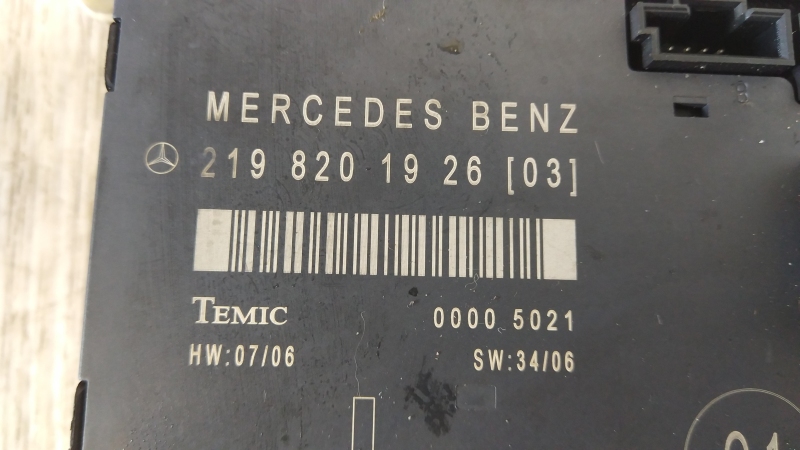 MERCEDES BENZ
219 820 19 26 [03]
TEMIC 0000 5021
HW:07/06 SW:34/06